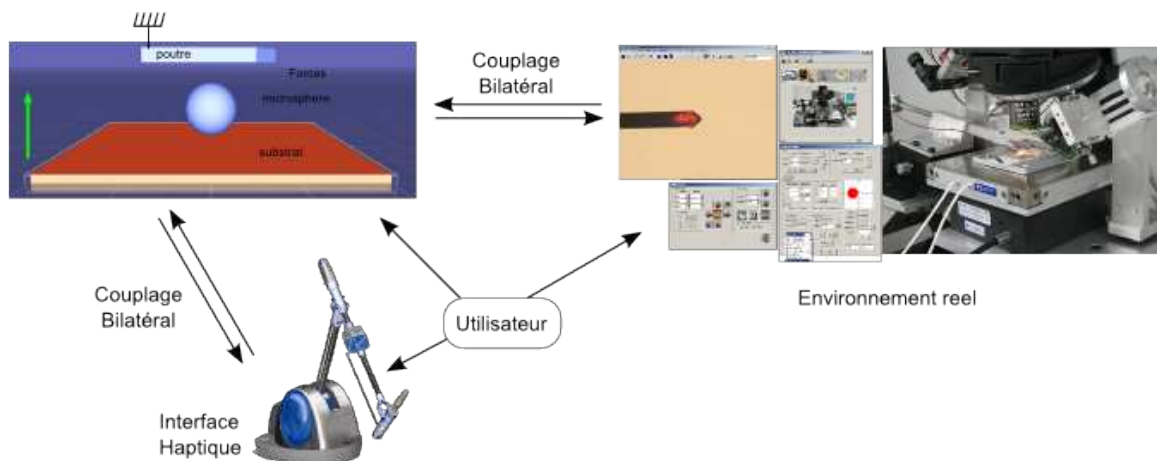 poutre
Forces
microsphere
substrat
Couplage
Bilatéral
Environnement reel
Couplage
Bilatéral
Utilisateur
Interface
Haptique